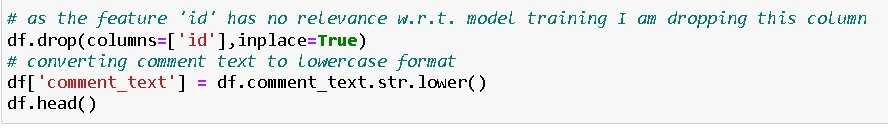 # as the feature 'id' has no relevance w.r.t. model training I am dropping this column
df.drop(columns=['id'],inplace=True)
# converting comment text to lowercase format
df['comment_text'] = df.comment_text.str.lower()
df.head()